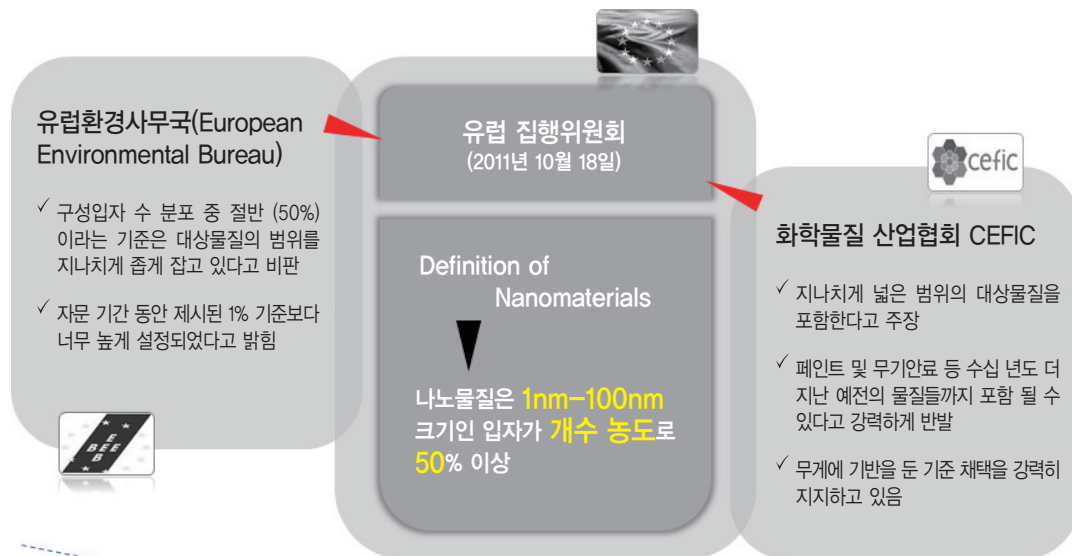 유럽환경사무국(European
Environmental Bureau)
✓ 구성입자 수 분포 중 절반 (50%)
이라는 기준은 대상물질의 범위를
지나치게 좁게 잡고 있다고 비판
✓ 자문 기간 동안 제시된 1% 기준보다
너무 높게 설정되었다고 밝힘
E
BEE
E
B
유럽 집행위원회
(2011년 10월 18일)
Definition of
Nanomaterials
나노물질은 1nm-100nm
크기인 입자가 개수 농도로
50% 이상
cefic
화학물질 산업협회 CEFIC
✓ 지나치게 넓은 범위의 대상물질을
포함한다고 주장
✓ 페인트 및 무기안료 등 수십 년도 더
지난 예전의 물질들까지 포함 될 수
있다고 강력하게 반발
✓ 무게에 기반을 둔 기준 채택을 강력히
지지하고 있음